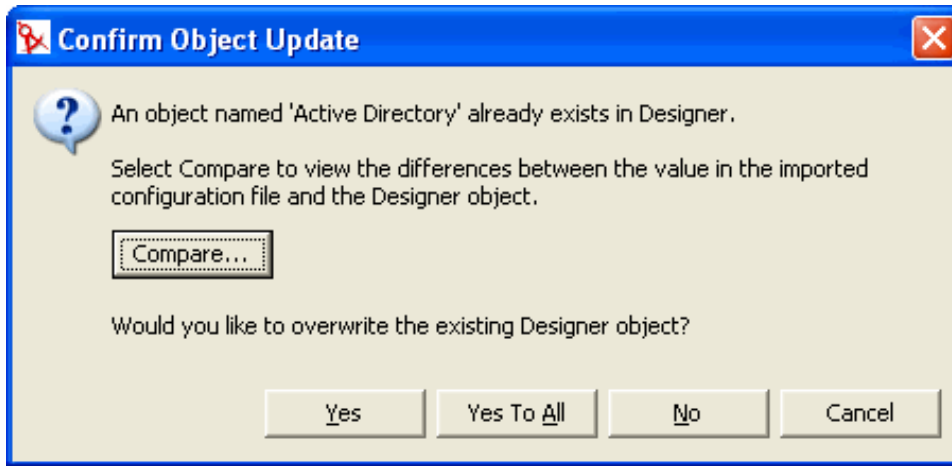 Confirm Object Update
An object named 'Active Directory' already exists in Designer.
Select Compare to view the differences between the value in the imported
configuration file and the Designer object.
Compare...
Would you like to overwrite the existing Designer object?
Yes
Yes To All
No
Cancel